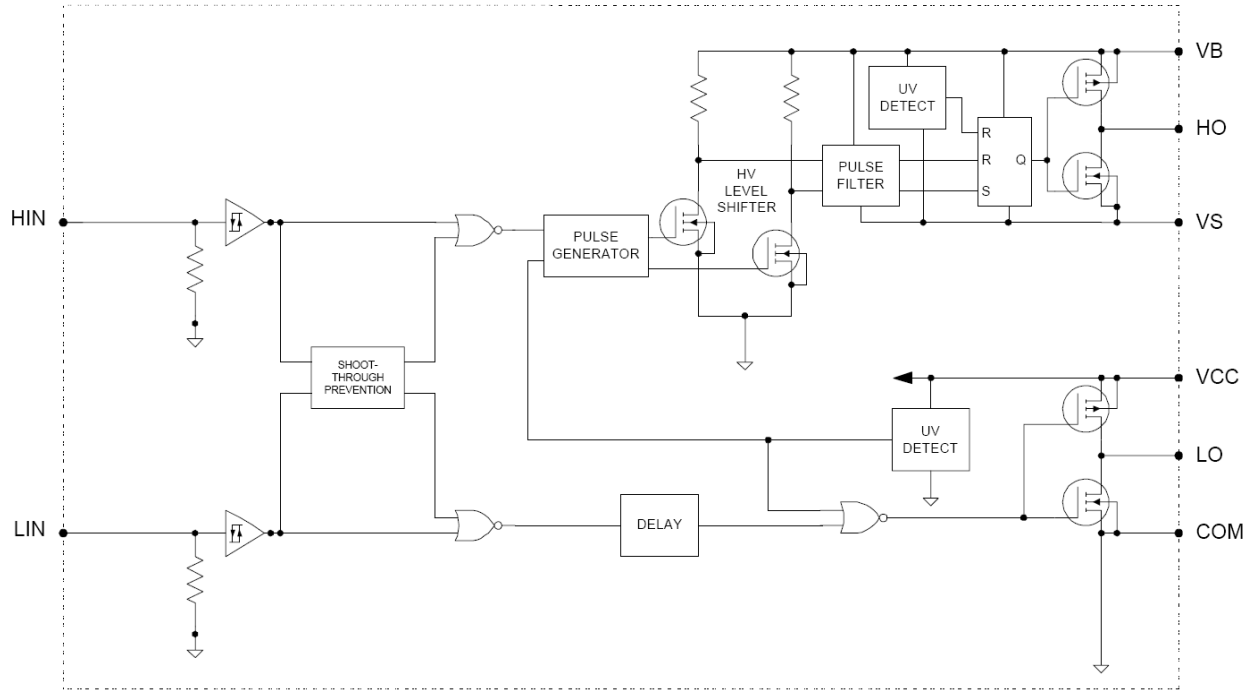 VB
UV
DETECT
R
HO
R
Q
PULSE
FILTER
HV
LEVEL
SHIFTER
S
HIN
VS
PULSE
GENERATOR
SHOOT-
THROUGH
PREVENTION
VCC
UV
DETECT
LO
LIN
DELAY
COM